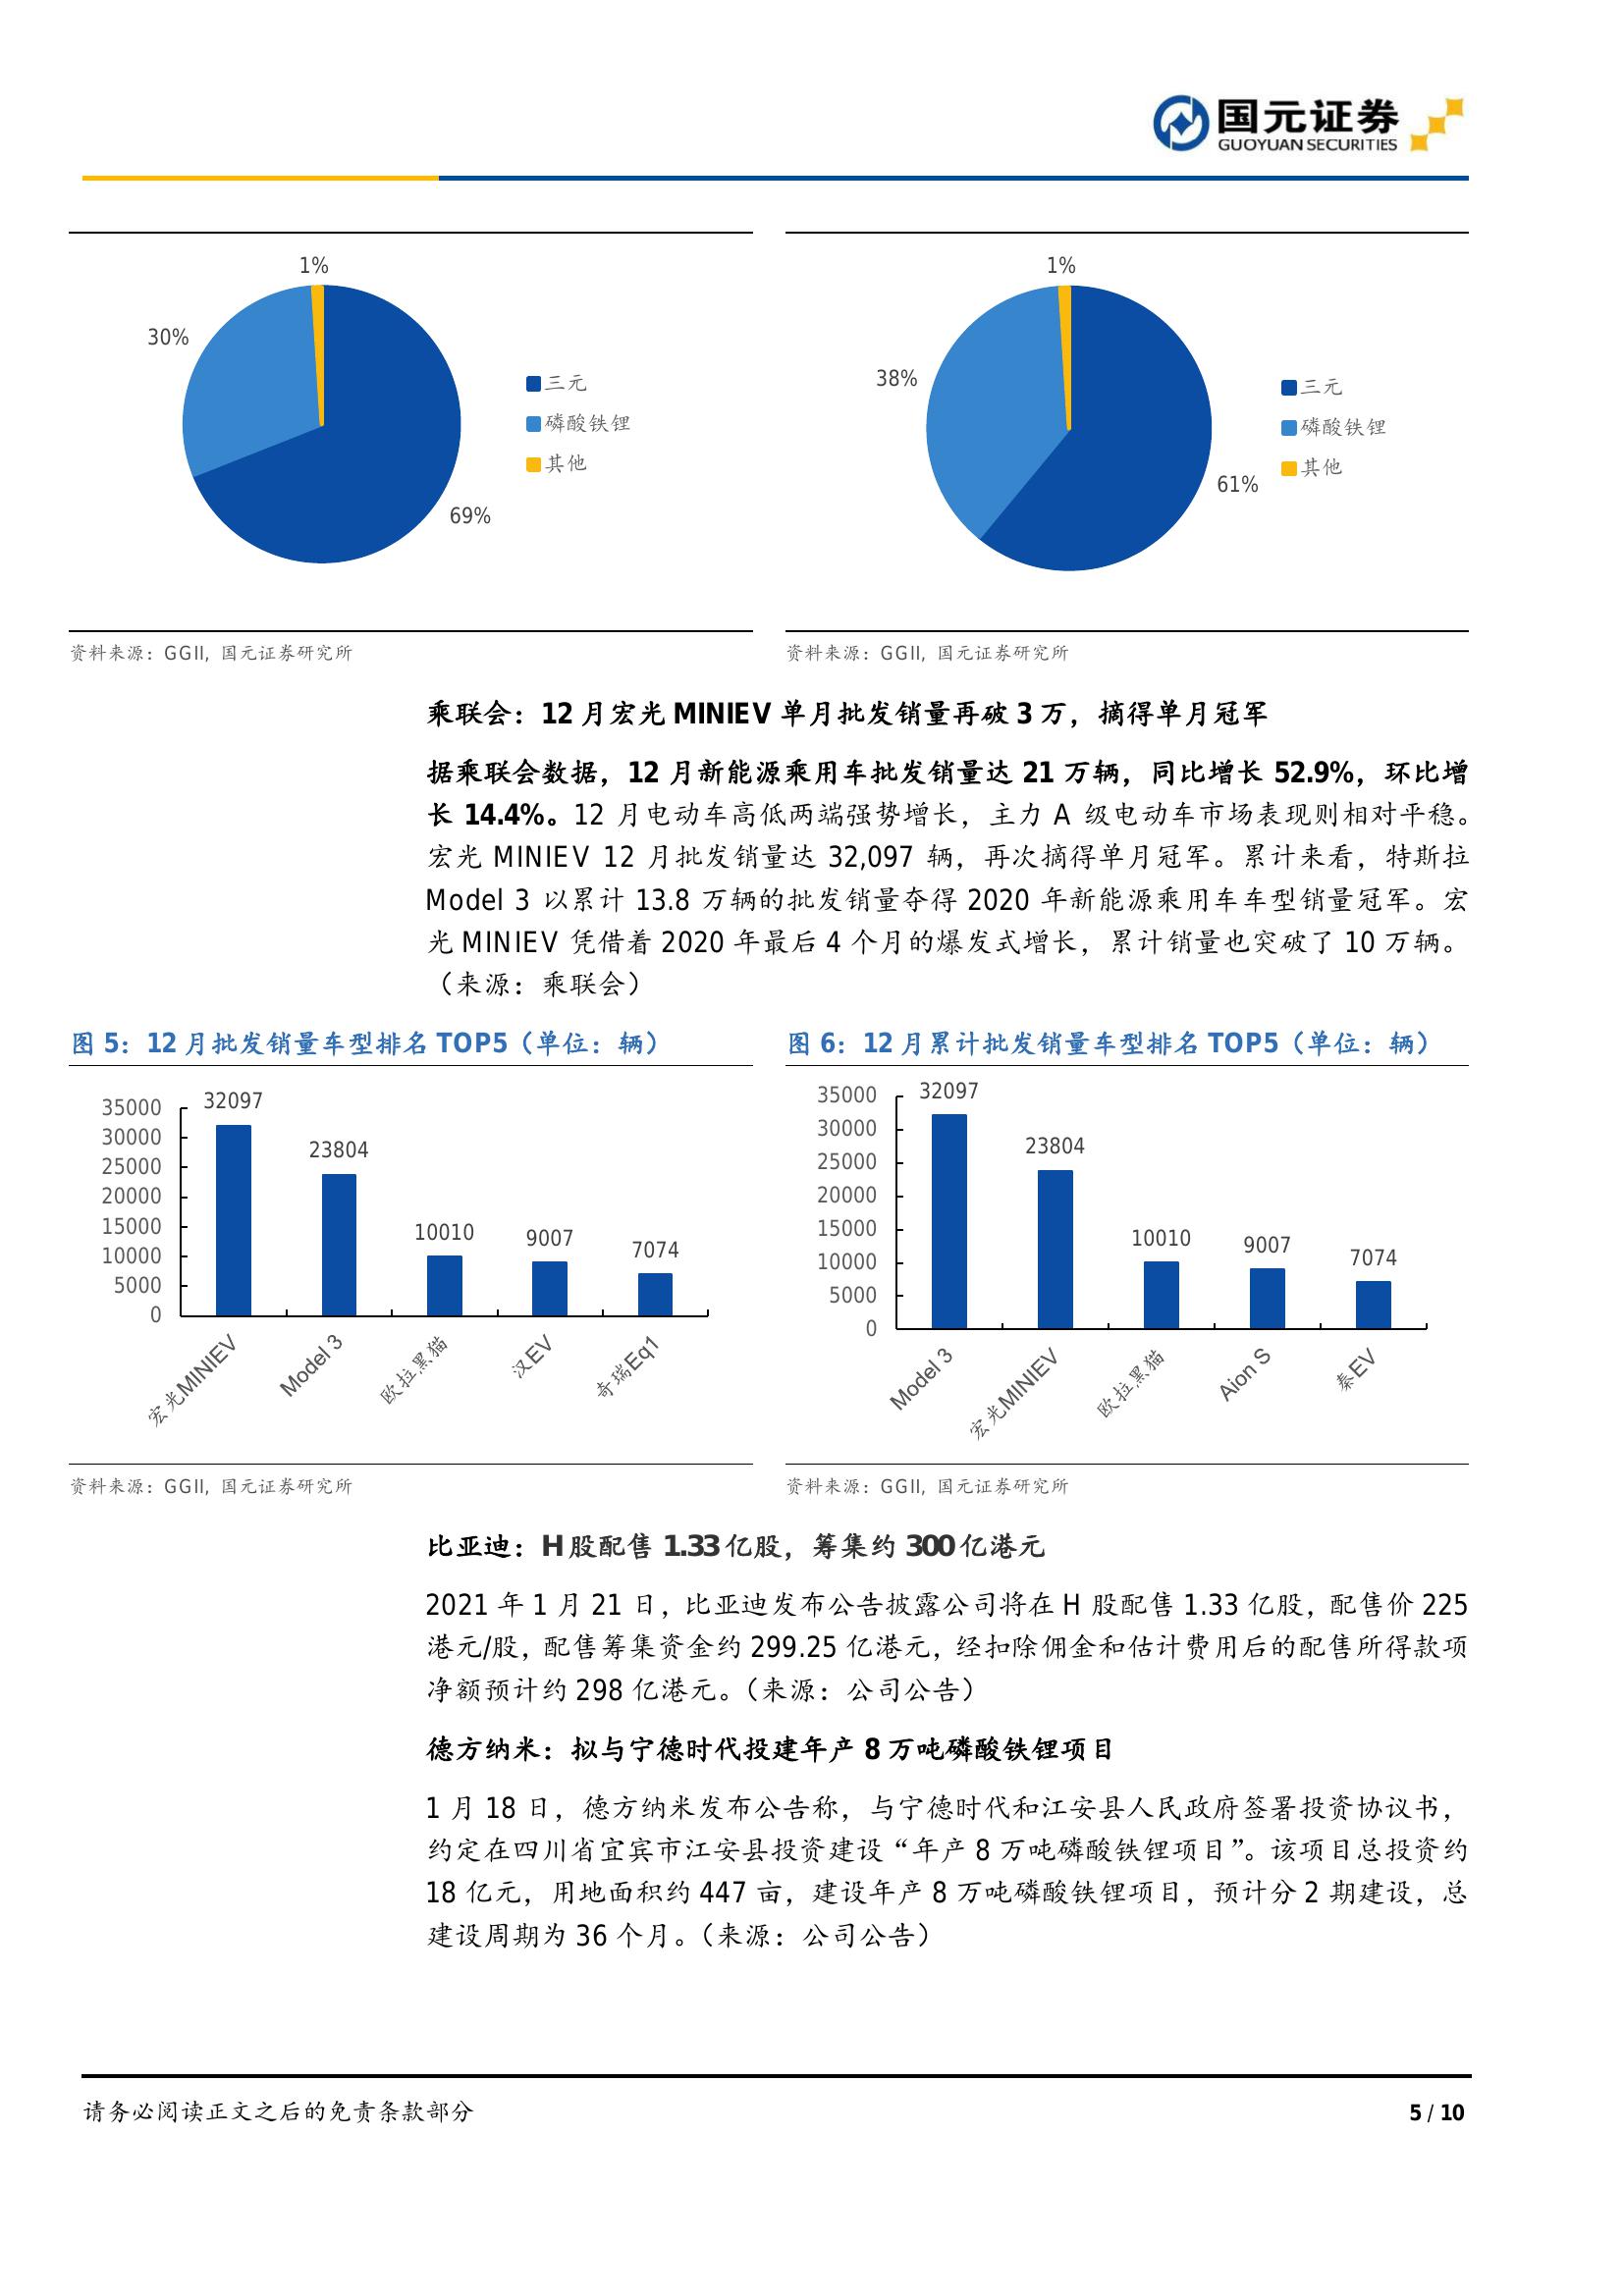 国元证券
GUOYUAN SECURITIES
1%
30%
69%
三元
磷酸铁锂
其他
1%
38%
61%
三元
磷酸铁锂
其他
资料来源：GGII，国元证券研究所
资料来源：GGII，国元证券研究所
乘联会：12 月宏光 MINIEV 单月批发销量再破 3 万，摘得单月冠军
据乘联会数据，12 月新能源乘用车批发销量达 21 万辆，同比增长 52.9%，环比增
长 14.4%。12 月电动车高低两端强势增长，主力 A 级电动车市场表现则相对平稳。
宏光 MINIEV 12 月批发销量达 32,097 辆，再次摘得单月冠军。累计来看，特斯拉
Model 3 以累计 13.8 万辆的批发销量夺得 2020 年新能源乘用车车型销量冠军。宏
光 MINIEV 凭借着 2020 年最后 4 个月的爆发式增长，累计销量也突破了 10 万辆。
（来源：乘联会）
图 5：12 月批发销量车型排名 TOP5（单位：辆）
35000
30000
25000
20000
15000
10000
5000
0
32097
23804
10010
9007
7074
宏光MINIEV
Model 3
欧拉黑猫
汉EV
奇瑞Eq1
图 6：12 月累计批发销量车型排名 TOP5（单位：辆）
35000
30000
25000
20000
15000
10000
5000
0
32097
23804
10010
9007
7074
Model 3
宏光MINIEV
欧拉黑猫
Aion S
秦EV
资料来源：GGII，国元证券研究所
资料来源：GGII，国元证券研究所
比亚迪：H 股配售 1.33 亿股，筹集约 300 亿港元
2021 年 1 月 21 日，比亚迪发布公告披露公司将在 H 股配售 1.33 亿股，配售价 225
港元/股，配售筹集资金约 299.25 亿港元，经扣除佣金和估计费用后的配售所得款项
净额预计约 298 亿港元。（来源：公司公告）
德方纳米：拟与宁德时代投建年产 8 万吨磷酸铁锂项目
1 月 18 日，德方纳米发布公告称，与宁德时代和江安县人民政府签署投资协议书，
约定在四川省宜宾市江安县投资建设“年产 8 万吨磷酸铁锂项目”。该项目总投资约
18 亿元，用地面积约 447 亩，建设年产 8 万吨磷酸铁锂项目，预计分 2 期建设，总
建设周期为 36 个月。（来源：公司公告）
请务必阅读正文之后的免责条款部分
5 / 10